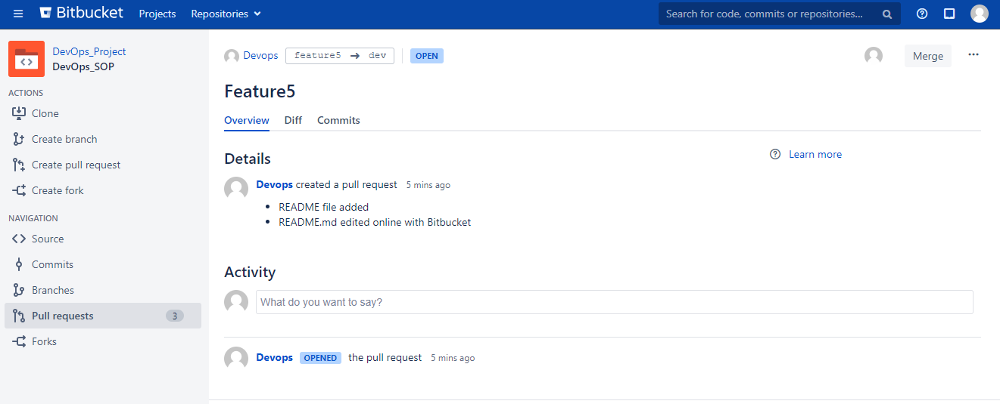 Bitbucket Projects Repositories Search for code, commits or repositories...
DevOps_Project
DevOps_SOP
ACTIONS
Clone
Create branch
Create pull request
Create fork
NAVIGATION
Source
Commits
Branches
Pull requests 3
Forks
Devops feature5 → dev OPEN Merge
Feature5
Overview Diff Commits
Details
Learn more
Devops created a pull request 5 mins ago
• README file added
• README.md edited online with Bitbucket
Activity
What do you want to say?
Devops OPENED the pull request 5 mins ago